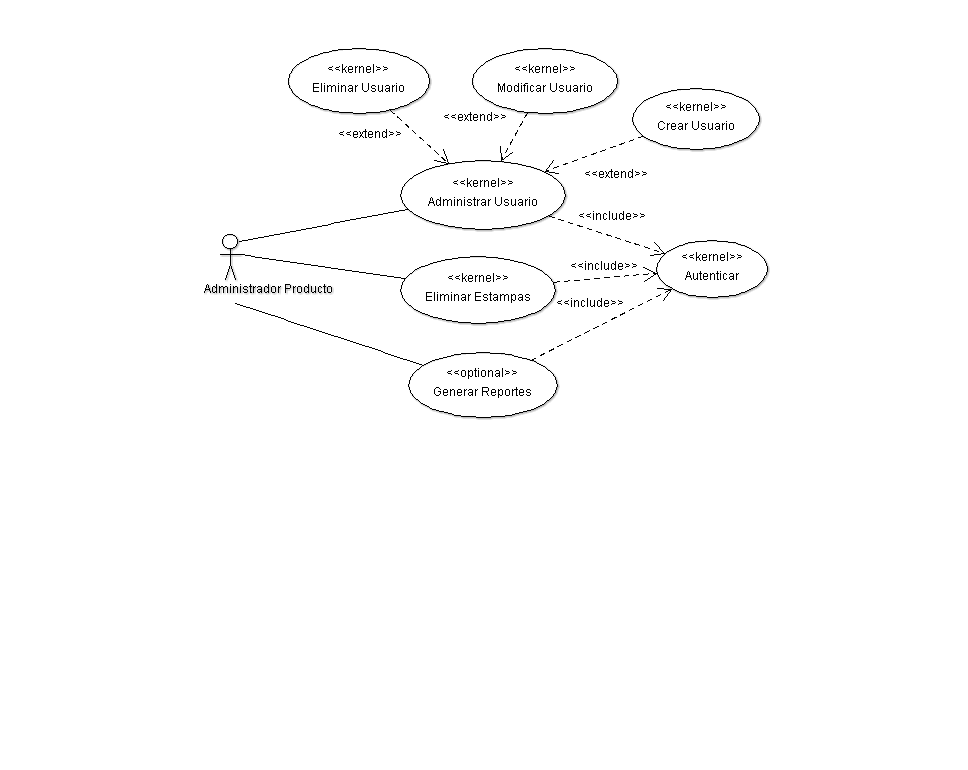 <<kernel>>
Eliminar Usuario
<<kernel>>
Modificar Usuario
<<kernel>>
Crear Usuario
<<extend>>
<<extend>>
<<extend>>
<<kernel>>
Administrar Usuario
<<include>>
<<kernel>>
Autenticar
<<include>>
<<kernel>>
Eliminar Estampas
<<include>>
Administrador Producto
<<optional>>
Generar Reportes